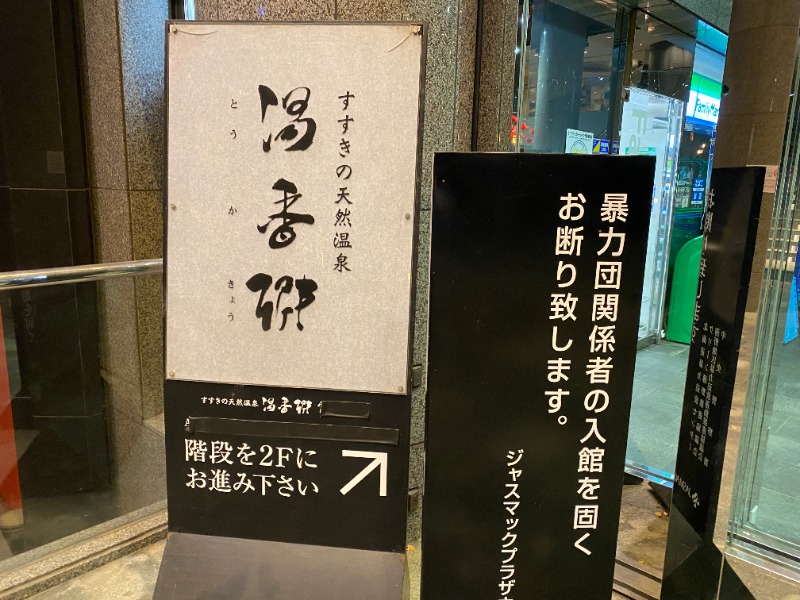 すすきの天然温泉
湯香郷
とうかきょう
すすきの天然温泉 湯香郷
階段を2Fに
お進み下さい
暴力団関係者の入館を固く
お断り致します。
ジャスマックプラザホ
FamilyMa